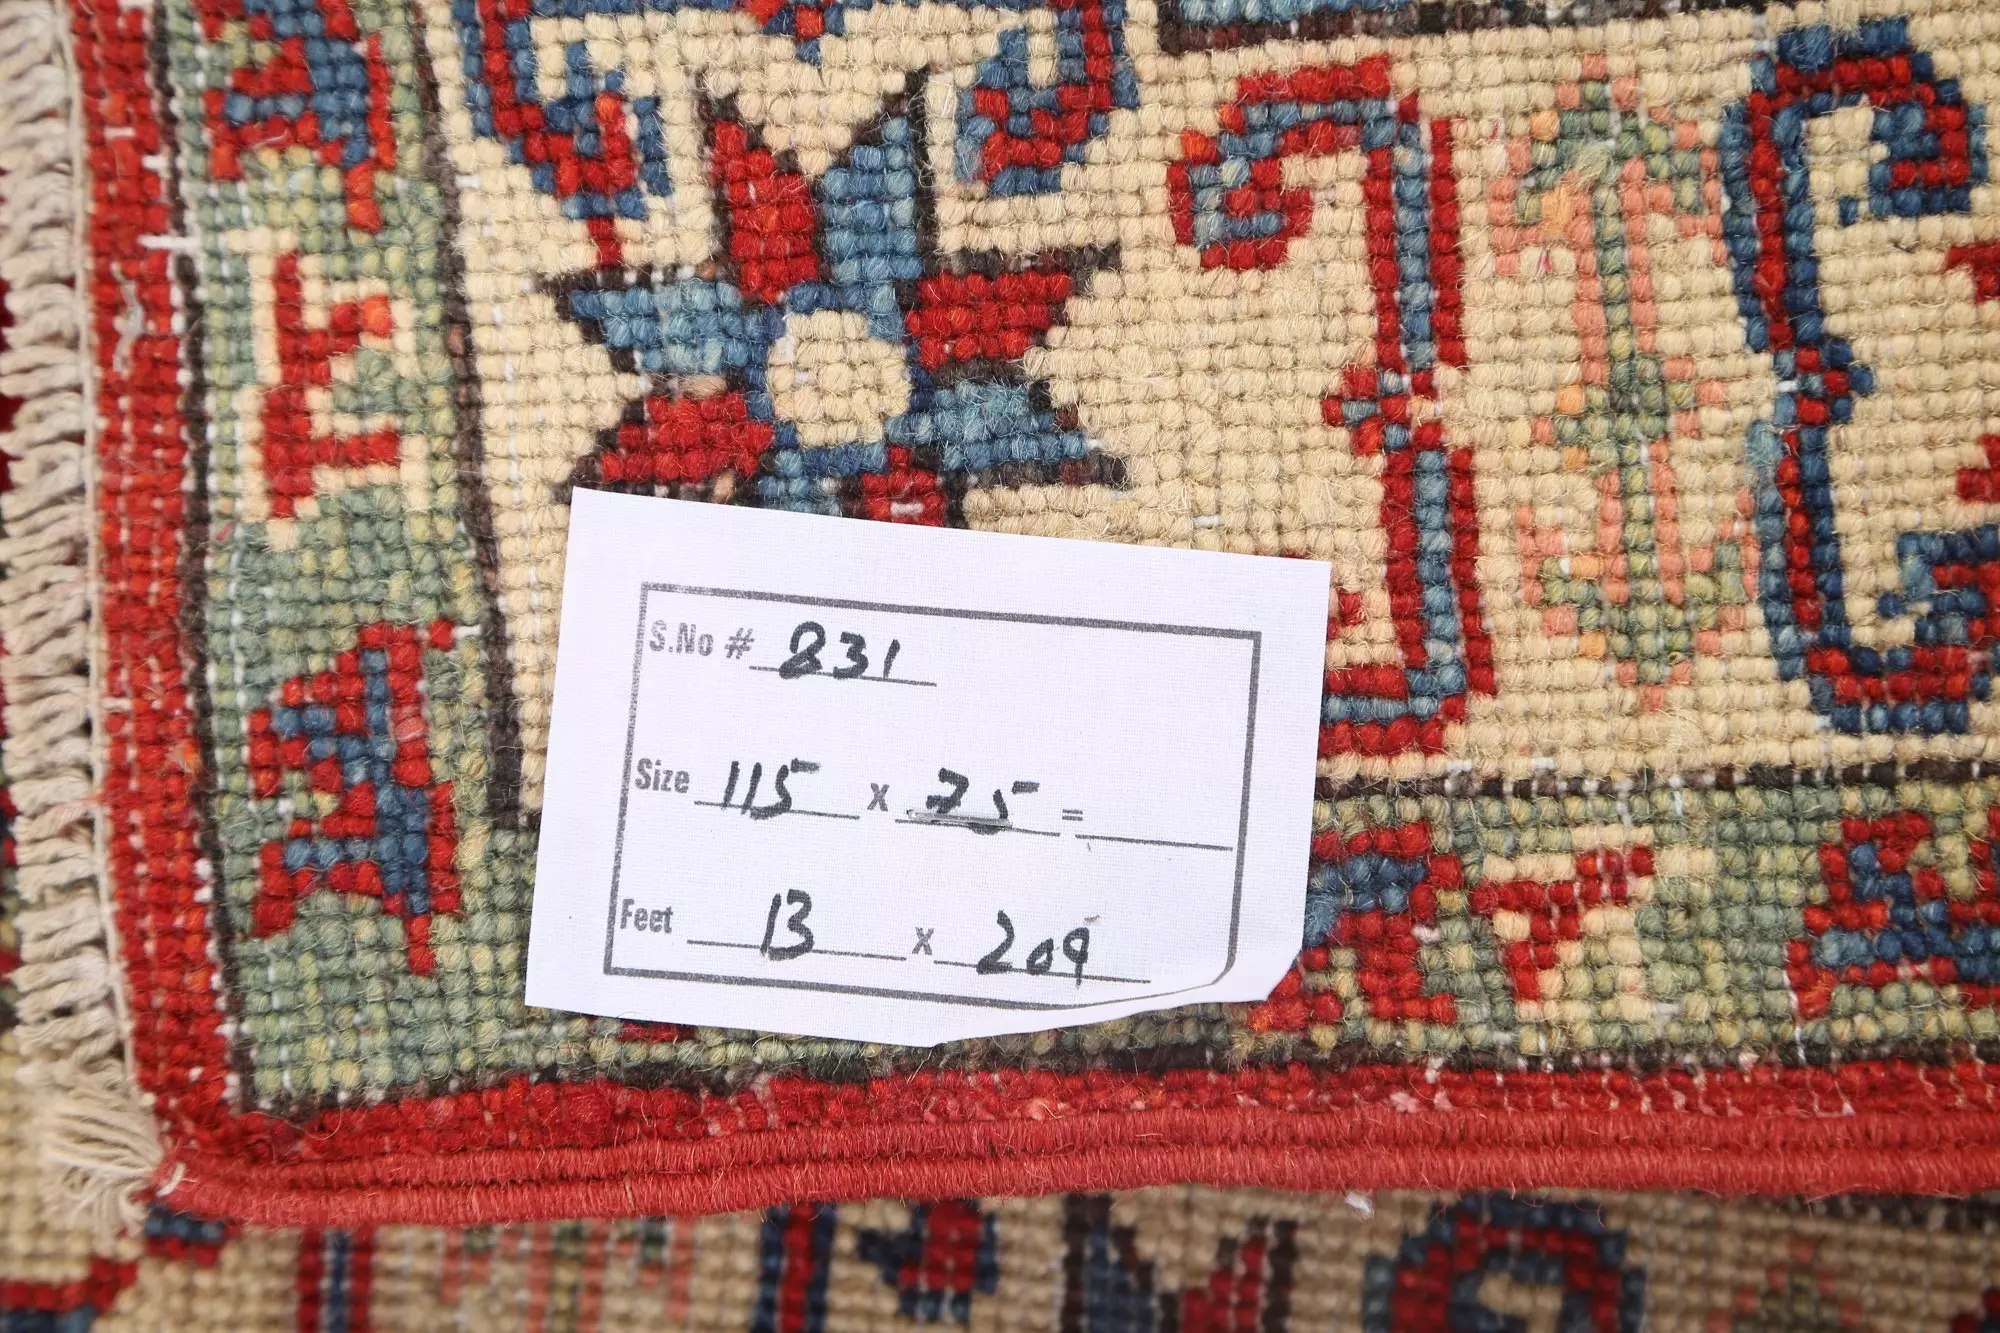 S.No # 831
Size 115 x 75 =
Feet 13 x 209